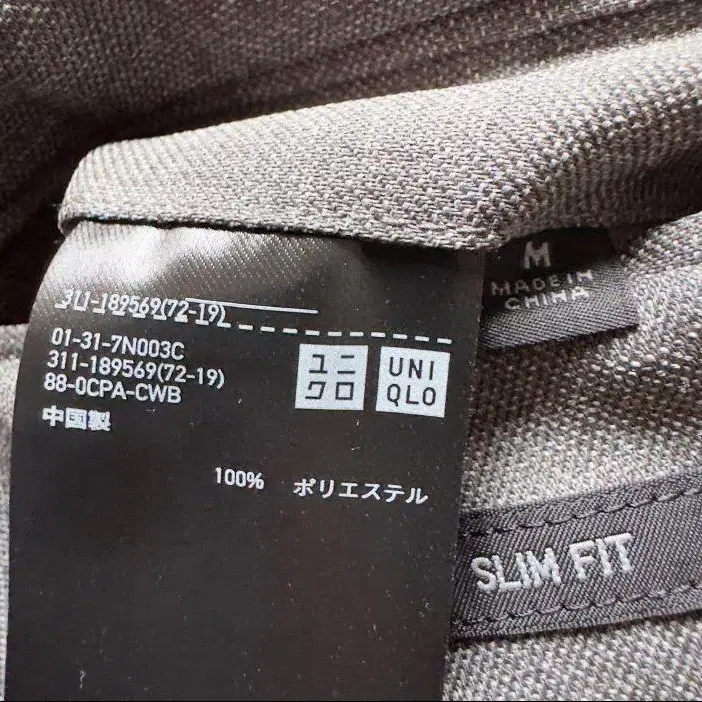 311-189569(72-19)
01-31-7N003C
311-189569(72-19)
88-0CPA-CWB
中国製
ユニ
クロ
UNI
QLO
100% ポリエステル
M
MADE IN
CHINA
SLIM FIT